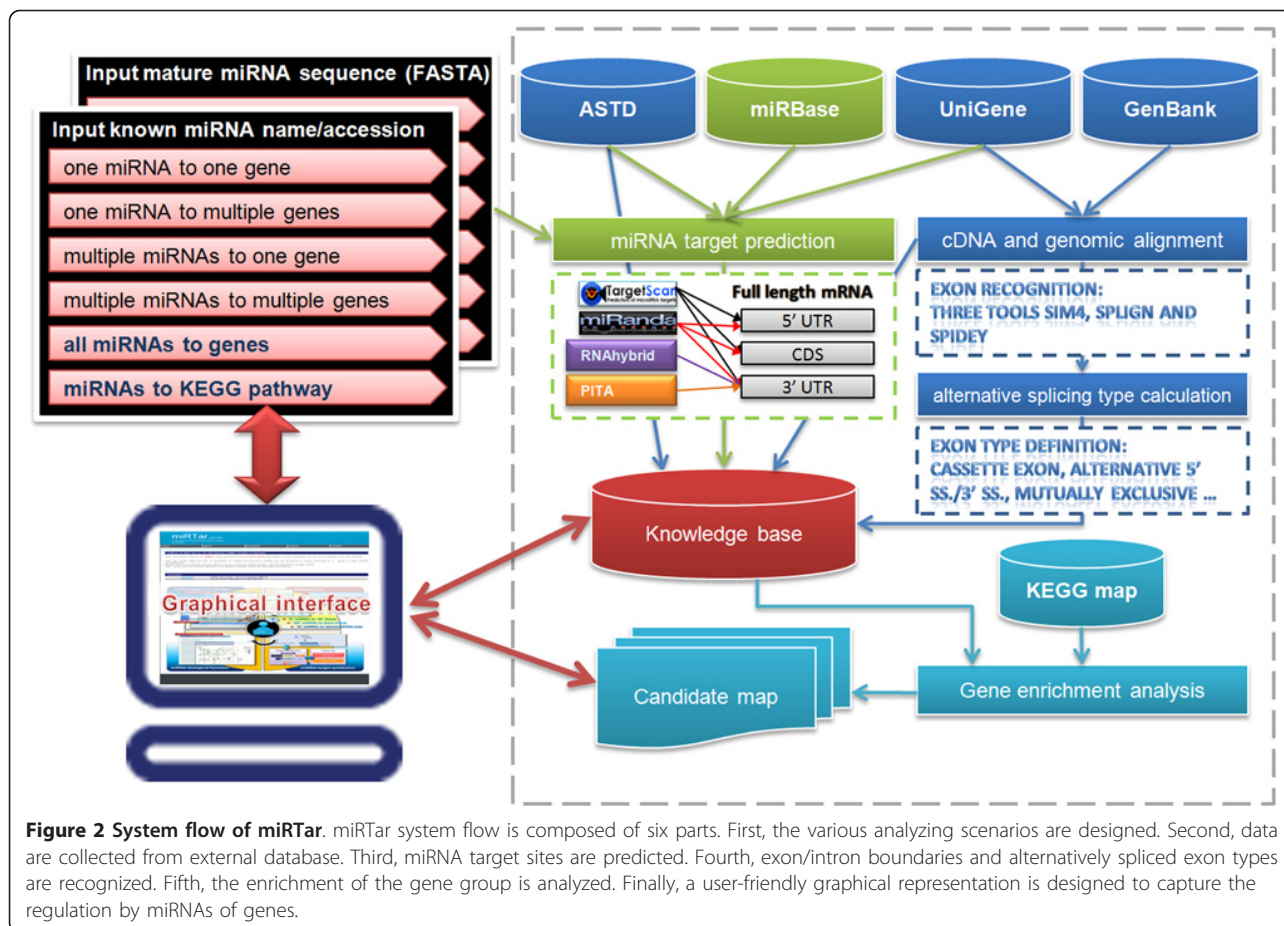 Input mature miRNA sequence (FASTA)
Input known miRNA name/accession
one miRNA to one gene
one miRNA to multiple genes
multiple miRNAs to one gene
multiple miRNAs to multiple genes
all miRNAs to genes
miRNAs to KEGG pathway
miRTar
Graphical interface
ASTD
miRBase
UniGene
GenBank
miRNA target prediction
cDNA and genomic alignment
TargetScan
Prediction of microRNA targets
miRanda
RNAhybrid
PITA
Full length mRNA
5' UTR
CDS
3' UTR
EXON RECOGNITION:
THREE TOOLS SIM4, SPLIGN AND
SPIDEY
alternative splicing type calculation
EXON TYPE DEFINITION:
CASSETTE EXON, ALTERNATIVE 5'
SS./3' SS., MUTUALLY EXCLUSIVE ...
Knowledge base
KEGG map
Candidate map
Gene enrichment analysis
Figure 2 System flow of miRTar. miRTar system flow is composed of six parts. First, the various analyzing scenarios are designed. Second, data
are collected from external database. Third, miRNA target sites are predicted. Fourth, exon/intron boundaries and alternatively spliced exon types
are recognized. Fifth, the enrichment of the gene group is analyzed. Finally, a user-friendly graphical representation is designed to capture the
regulation by miRNAs of genes.